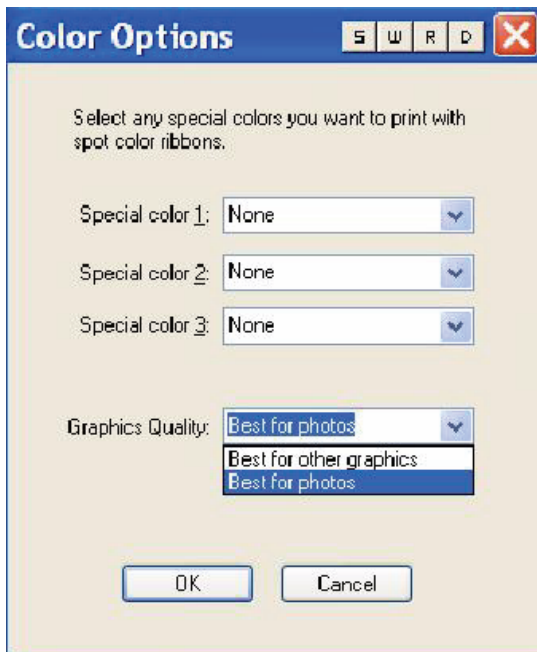 Color Options S W R D
Select any special colors you want to print with
spot color ribbons.
Special color 1: None
Special color 2: None
Special color 3: None
Graphics Quality: Best for photos
Best for other graphics
Best for photos
OK Cancel